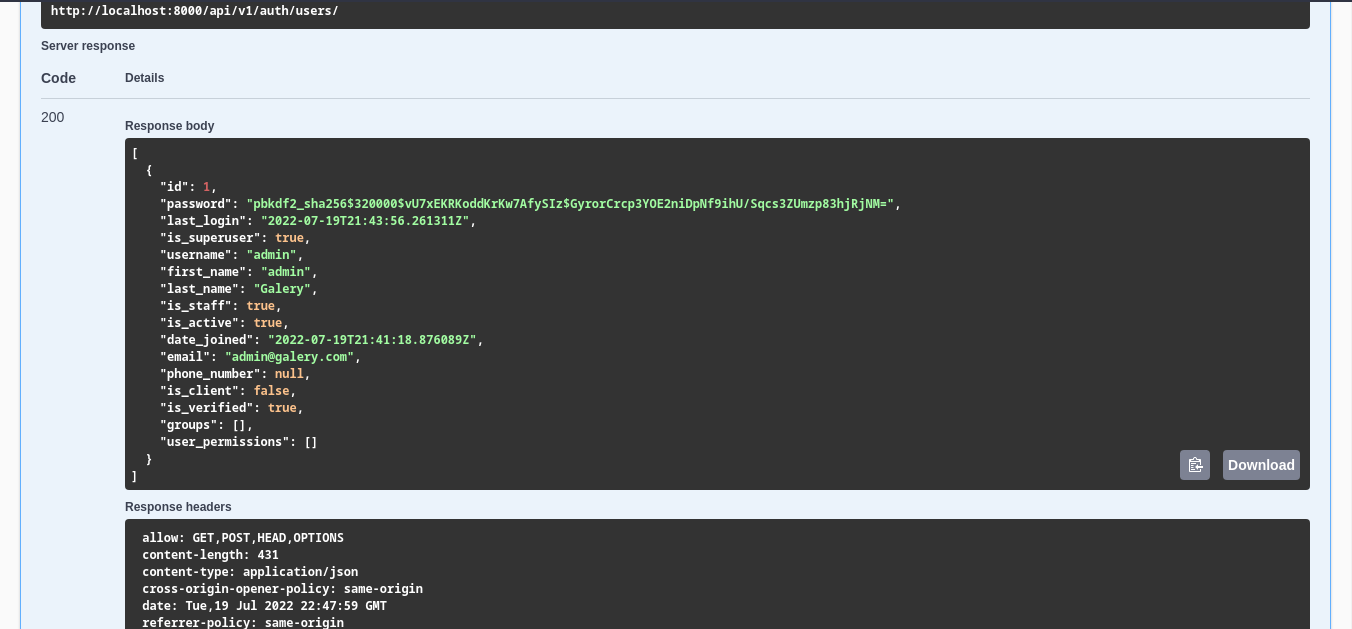 http://localhost:8000/api/v1/auth/users/
Server response
Code Details
200
Response body
[
  {
    "id": 1,
    "password": "pbkdf2_sha256$320000$vU7xEKRKoddKrKw7AfySIz$GyrorCrcp3YOE2niDpNf9ihU/Sqcs3ZUmzp83hjRjNM=",
    "last_login": "2022-07-19T21:43:56.261311Z",
    "is_superuser": true,
    "username": "admin",
    "first_name": "admin",
    "last_name": "Galery",
    "is_staff": true,
    "is_active": true,
    "date_joined": "2022-07-19T21:41:18.876089Z",
    "email": "admin@galery.com",
    "phone_number": null,
    "is_client": false,
    "is_verified": true,
    "groups": [],
    "user_permissions": []
  }
]
Download
Response headers
allow: GET,POST,HEAD,OPTIONS
content-length: 431
content-type: application/json
cross-origin-opener-policy: same-origin
date: Tue,19 Jul 2022 22:47:59 GMT
referrer-policy: same-origin